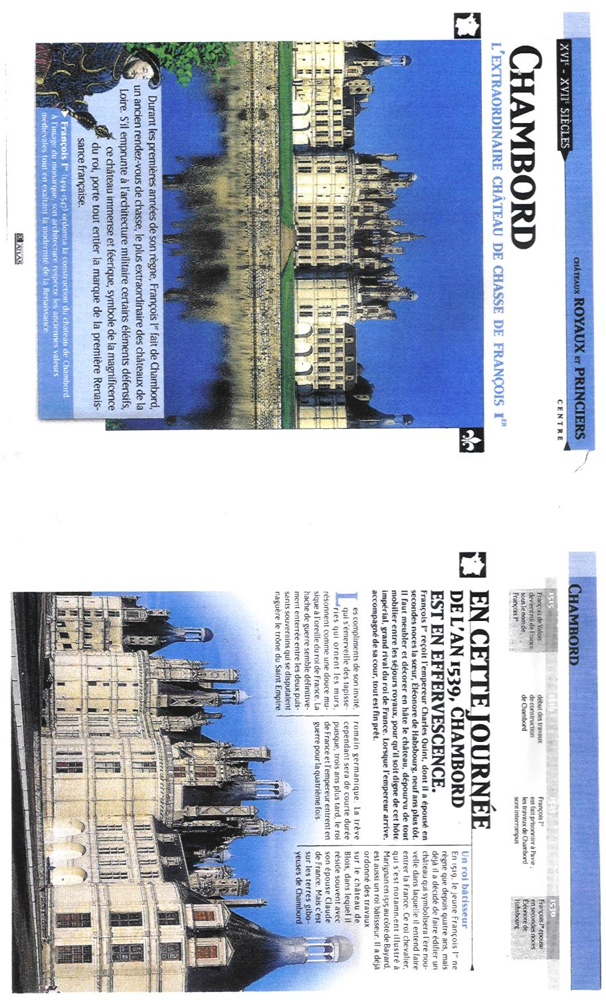 XVIᴱ - XVIIᴱ SIÈCLES
CHÂTEAUX ROYAUX ET PRINCIERS
CENTRE
CHAMBORD
L'EXTRAORDINAIRE CHÂTEAU DE CHASSE DE FRANÇOIS Iᴱᴿ
Durant les premières années de son règne, François Iᵉʳ fait de Chambord,
un ancien rendez-vous de chasse, le plus extraordinaire des châteaux de la
Loire. S'il emprunte à l'architecture militaire certains éléments défensifs,
ce château immense et féerique, symbole de la magnificence
du roi, porte tout entier la marque de la première Renais-
sance française.
François Iᵉʳ (1494-1547) ordonna la construction du château de Chambord.
À l'image du monarque, son architecture respecte les anciennes valeurs
médiévales tout en exaltant la modernité de la Renaissance.
ATLAS
CHAMBORD
1515
François de Valois
devient roi de France
sous le nom de
François Iᵉʳ
1519
début des travaux
de construction
de Chambord
1525
François Iᵉʳ
est fait prisonnier à Pavie ;
les travaux de Chambord
sont interrompus
1530
François Iᵉʳ épouse
en secondes noces
Éléonore de
Habsbourg
EN CETTE JOURNÉE
DE L'AN 1539, CHAMBORD
EST EN EFFERVESCENCE.
François Iᵉʳ reçoit l'empereur Charles Quint, dont il a épousé en
secondes noces la sœur, Éléonore de Habsbourg, neuf ans plus tôt.
Il faut meubler et décorer en hâte le château, dépourvu de tout
mobilier entre les séjours royaux, pour qu'il soit digne de cet hôte
impérial, grand rival du roi de France. Lorsque l'empereur arrive,
accompagné de sa cour, tout est fin prêt.
Les compliments de son invité,
qui s'émerveille des tapisse-
ries qui ornent les murs,
résonnent comme une douce mu-
sique à l'oreille du roi de France. La
hache de guerre semble définitive-
ment enterrée entre les deux puis-
sants souverains qui se disputaient
naguère le trône du Saint Empire
romain germanique. La trêve
cependant sera de courte durée
puisque, trois ans plus tard, le roi
de France et l'empereur entrent en
guerre pour la quatrième fois.
Un roi bâtisseur
En 1519, le jeune François Iᵉʳ ne
règne que depuis quatre ans, mais
déjà il a décidé de faire édifier un
château qui symbolisera l'ère nou-
velle dans laquelle il entend faire
entrer la France. Ce roi chevalier,
qui s'est notamment illustré à
Marignan en 1515 au côté de Bayard,
est aussi un roi bâtisseur. Il a déjà
ordonné des travaux
sur le château de
Blois, dans lequel il
réside souvent avec
son épouse Claude
de France. Mais c'est
sur les terres gibo-
yeuses de Chambord